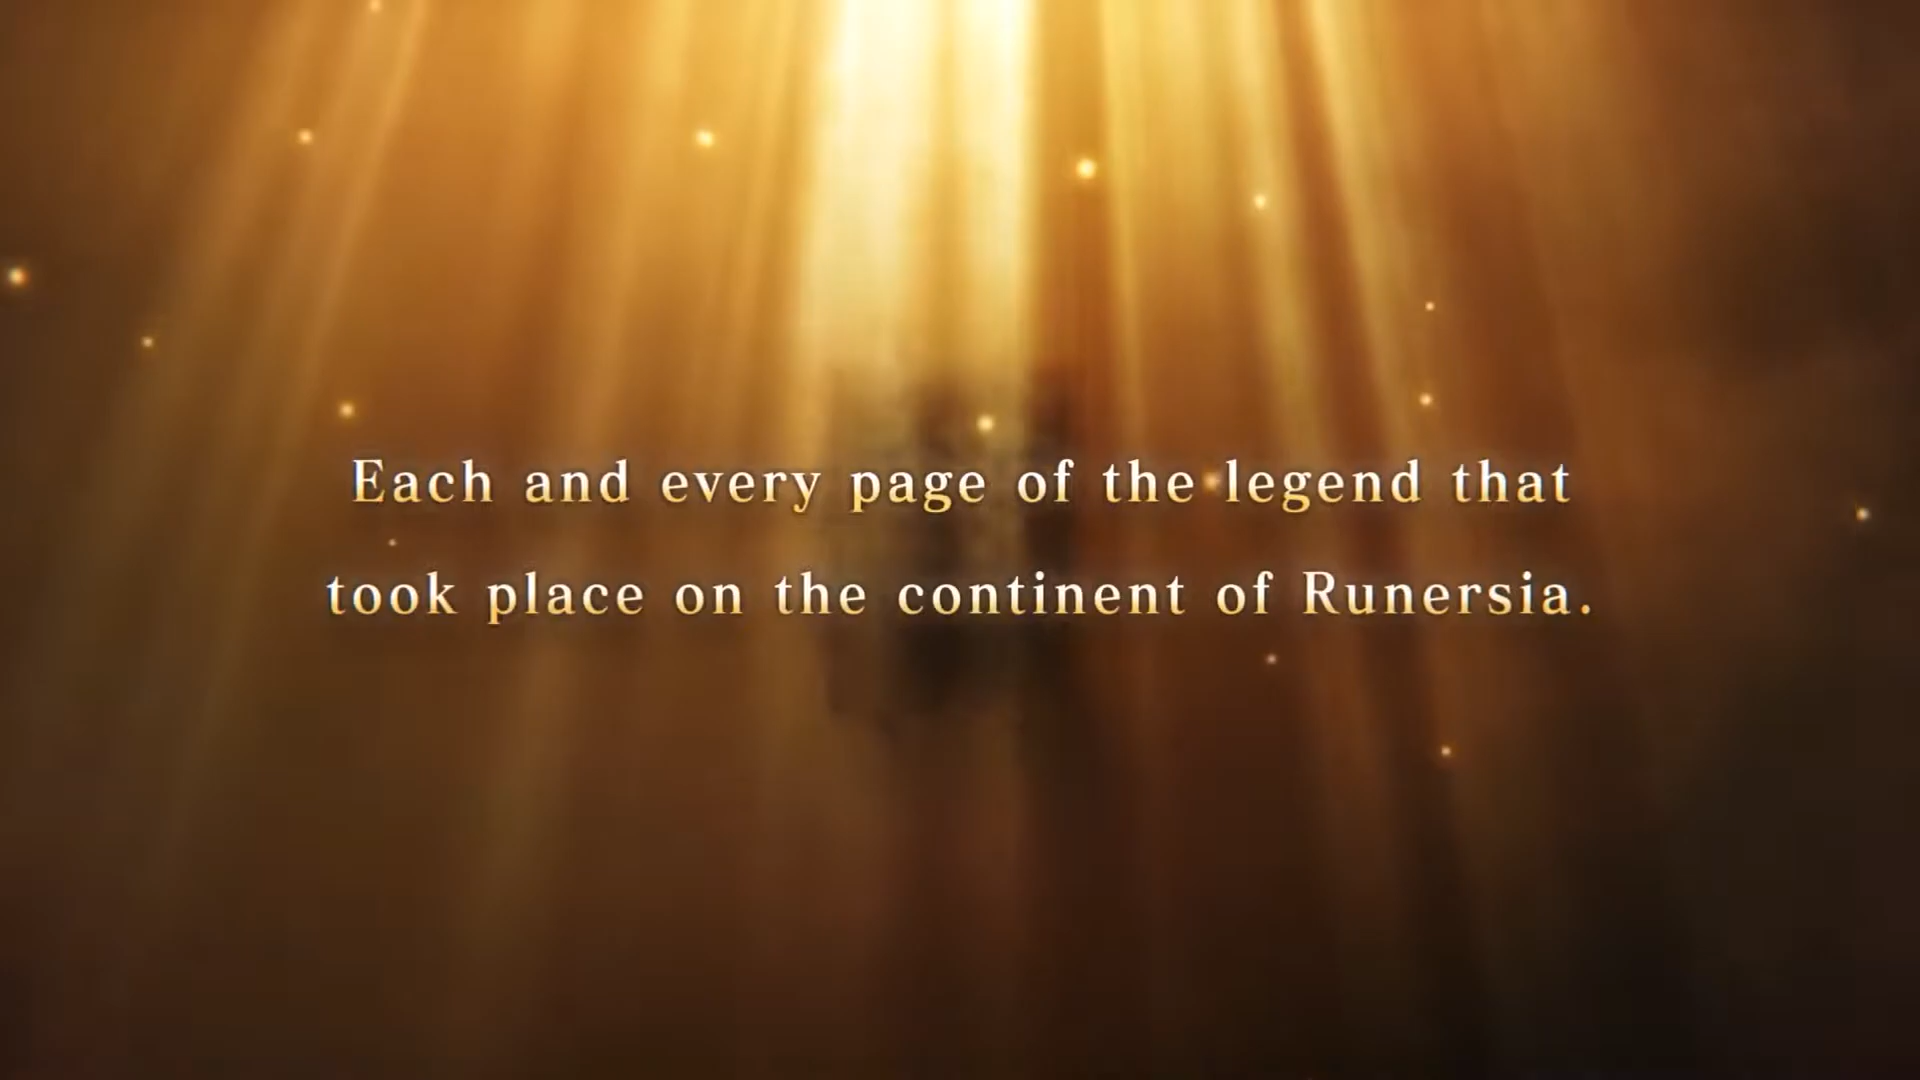 Each and every page of the legend that
took place on the continent of Runersia.